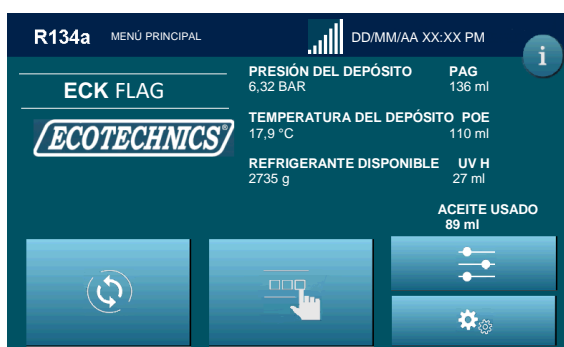 R134a MENÚ PRINCIPAL DD/MM/AA XX:XX PM
i
ECK FLAG
ECOTECHNICS®
PRESIÓN DEL DEPÓSITO PAG
6,32 BAR 136 ml
TEMPERATURA DEL DEPÓSITO POE
17,9 °C 110 ml
REFRIGERANTE DISPONIBLE UV H
2735 g 27 ml
ACEITE USADO
89 ml